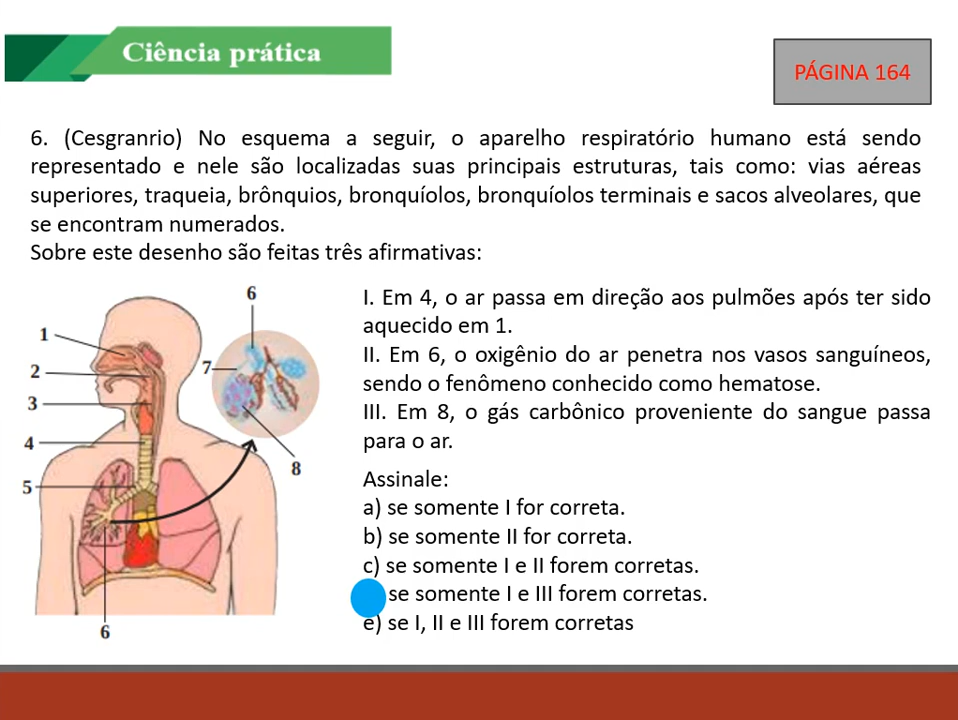 Ciência prática
PÁGINA 164
6. (Cesgranrio) No esquema a seguir, o aparelho respiratório humano está sendo
representado e nele são localizadas suas principais estruturas, tais como: vias aéreas
superiores, traqueia, brônquios, bronquíolos, bronquíolos terminais e sacos alveolares, que
se encontram numerados.
Sobre este desenho são feitas três afirmativas:
I. Em 4, o ar passa em direção aos pulmões após ter sido
aquecido em 1.
II. Em 6, o oxigênio do ar penetra nos vasos sanguíneos,
sendo o fenômeno conhecido como hematose.
III. Em 8, o gás carbônico proveniente do sangue passa
para o ar.
Assinale:
a) se somente I for correta.
b) se somente II for correta.
c) se somente I e II forem corretas.
se somente I e III forem corretas.
e) se I, II e III forem corretas
6
1
7
2
3
4
8
5
6